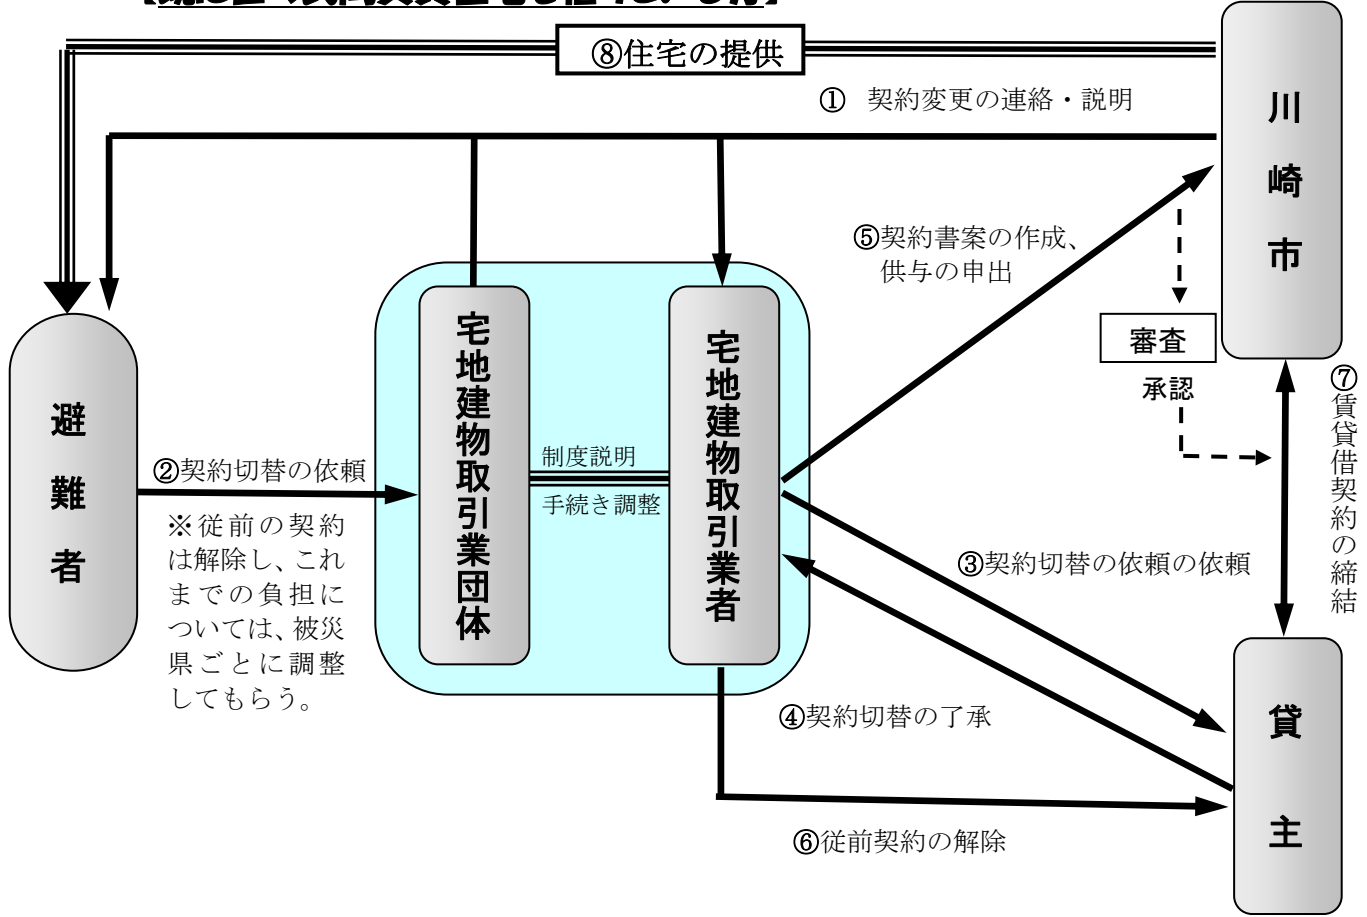 ⑧住宅の提供
① 契約変更の連絡・説明
川崎市
⑤契約書案の作成、
供与の申出
審査
承認
⑦賃貸借契約の締結
避難者
②契約切替の依頼
※従前の契約
は解除し、これ
までの負担に
ついては、被災
県ごとに調整
してもらう。
宅地建物取引業団体
制度説明
手続き調整
宅地建物取引業者
③契約切替の依頼の依頼
④契約切替の了承
⑥従前契約の解除
貸主